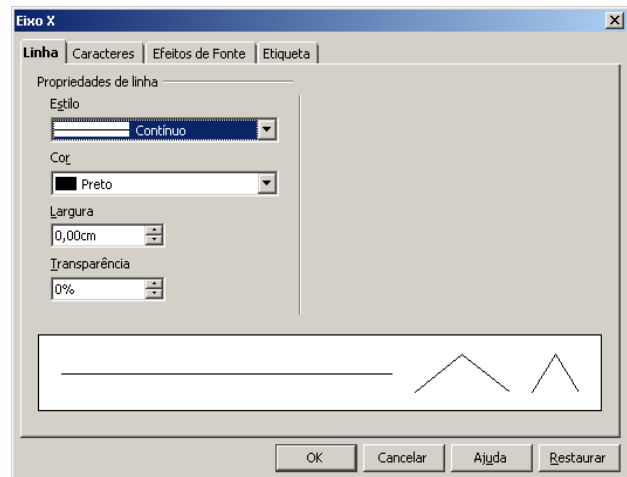 Eixo X
Linha Caracteres Efeitos de Fonte Etiqueta
Propriedades de linha
Estilo
Contínuo
Cor
Preto
Largura
0,00cm
Transparência
0%
OK Cancelar Ajuda Restaurar